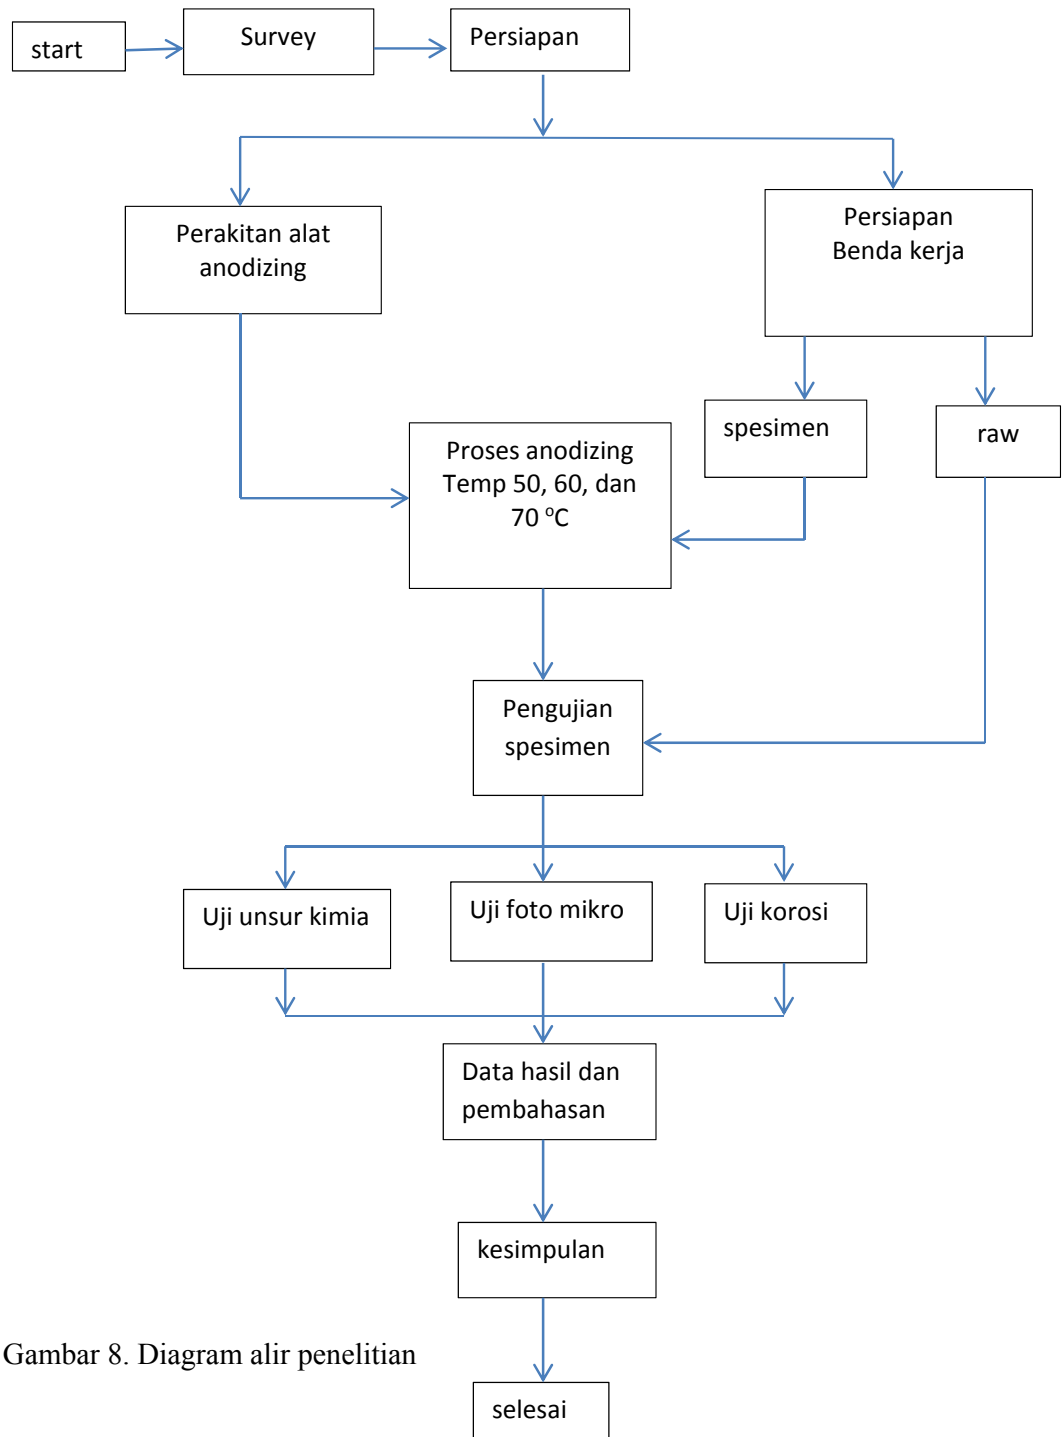 start
Survey
Persiapan
Perakitan alat
anodizing
Persiapan
Benda kerja
spesimen
raw
Proses anodizing
Temp 50, 60, dan
70 ⁰C
Pengujian
spesimen
Uji unsur kimia
Uji foto mikro
Uji korosi
Data hasil dan
pembahasan
kesimpulan
Gambar 8. Diagram alir penelitian
selesai